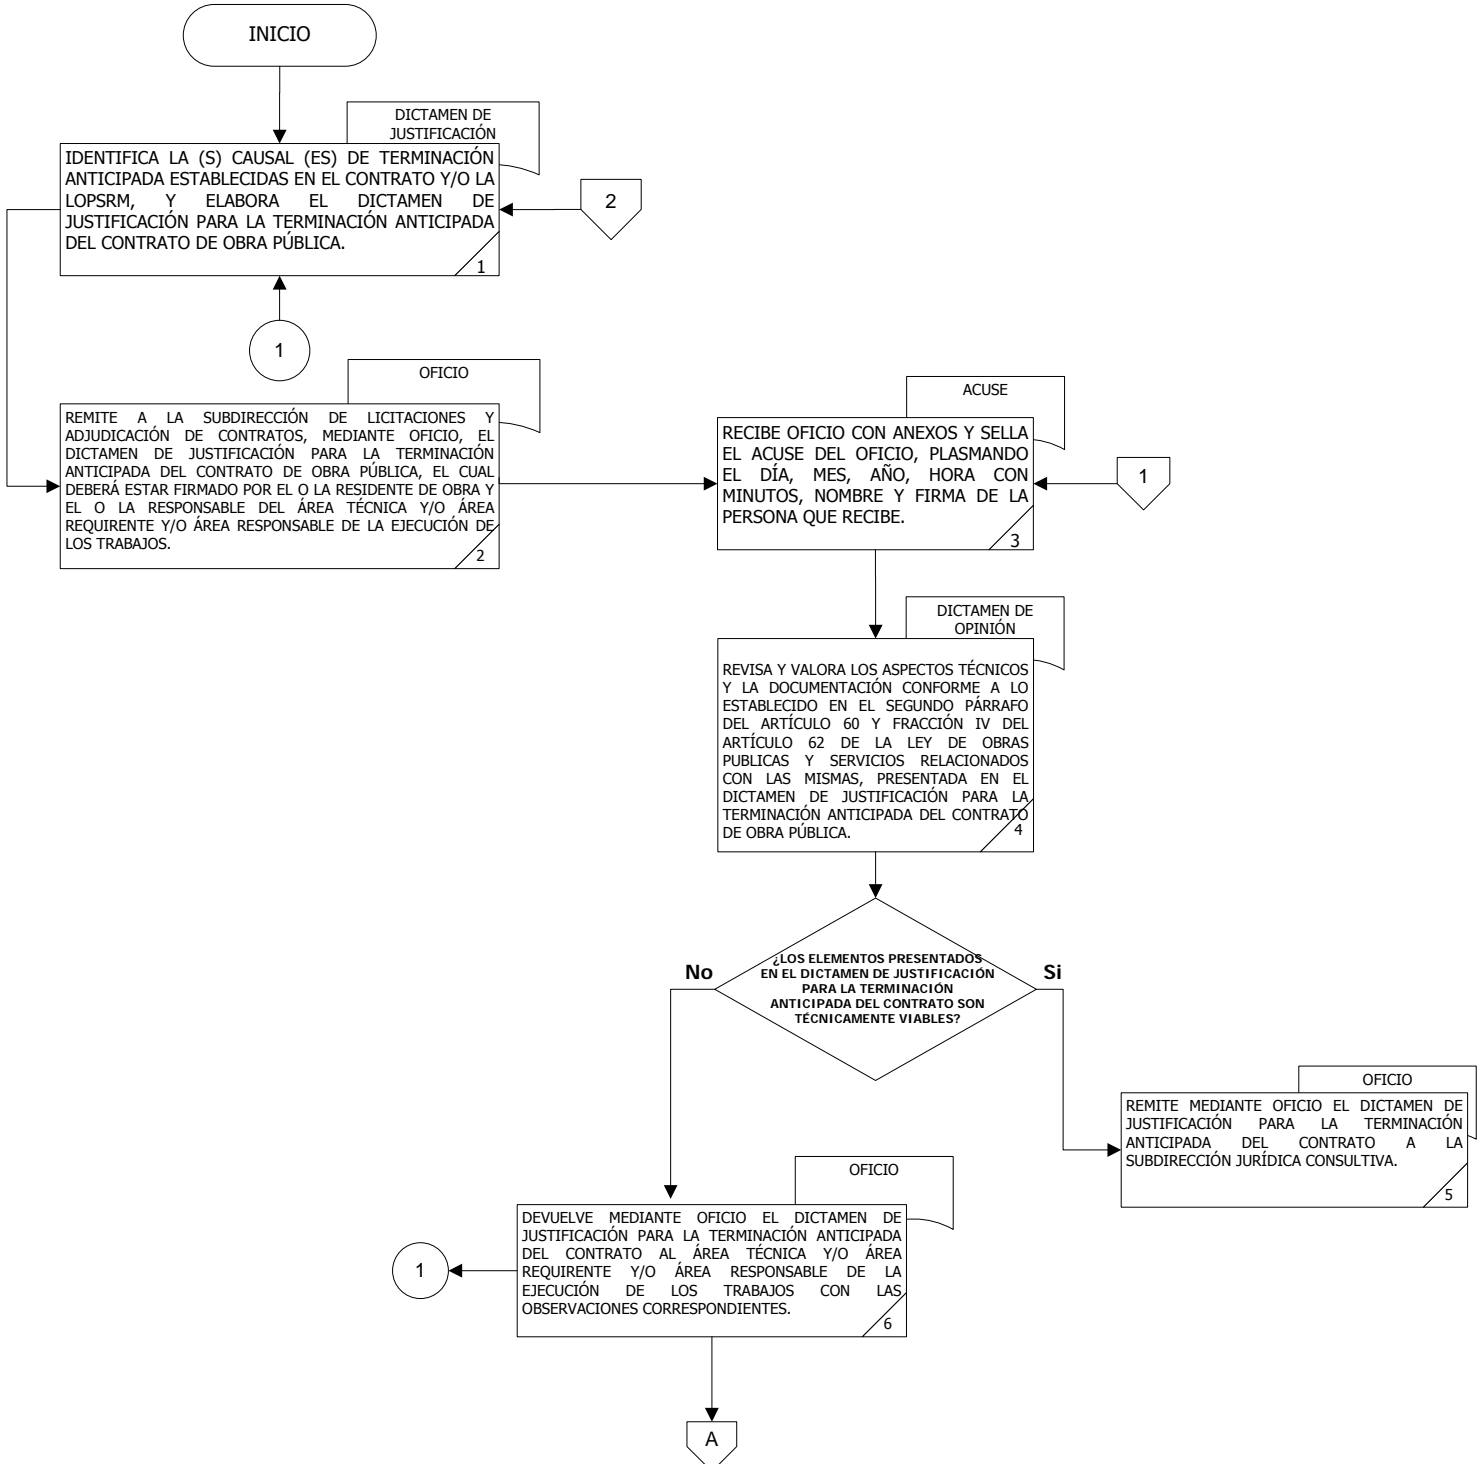 INICIO
DICTAMEN DE
JUSTIFICACIÓN
IDENTIFICA LA (S) CAUSAL (ES) DE TERMINACIÓN
ANTICIPADA ESTABLECIDAS EN EL CONTRATO Y/O LA
LOPSRM, Y ELABORA EL DICTAMEN DE
JUSTIFICACIÓN PARA LA TERMINACIÓN ANTICIPADA
DEL CONTRATO DE OBRA PÚBLICA.
1
2
1
OFICIO
REMITE A LA SUBDIRECCIÓN DE LICITACIONES Y
ADJUDICACIÓN DE CONTRATOS, MEDIANTE OFICIO, EL
DICTAMEN DE JUSTIFICACIÓN PARA LA TERMINACIÓN
ANTICIPADA DEL CONTRATO DE OBRA PÚBLICA, EL CUAL
DEBERÁ ESTAR FIRMADO POR EL O LA RESIDENTE DE OBRA Y
EL O LA RESPONSABLE DEL ÁREA TÉCNICA Y/O ÁREA
REQUIRENTE Y/O ÁREA RESPONSABLE DE LA EJECUCIÓN DE
LOS TRABAJOS.
2
ACUSE
RECIBE OFICIO CON ANEXOS Y SELLA
EL ACUSE DEL OFICIO, PLASMANDO
EL DÍA, MES, AÑO, HORA CON
MINUTOS, NOMBRE Y FIRMA DE LA
PERSONA QUE RECIBE.
3
1
DICTAMEN DE
OPINIÓN
REVISA Y VALORA LOS ASPECTOS TÉCNICOS
Y LA DOCUMENTACIÓN CONFORME A LO
ESTABLECIDO EN EL SEGUNDO PÁRRAFO
DEL ARTÍCULO 60 Y FRACCIÓN IV DEL
ARTÍCULO 62 DE LA LEY DE OBRAS
PUBLICAS Y SERVICIOS RELACIONADOS
CON LAS MISMAS, PRESENTADA EN EL
DICTAMEN DE JUSTIFICACIÓN PARA LA
TERMINACIÓN ANTICIPADA DEL CONTRATO
DE OBRA PÚBLICA.
4
No
¿LOS ELEMENTOS PRESENTADOS
EN EL DICTAMEN DE JUSTIFICACIÓN
PARA LA TERMINACIÓN
ANTICIPADA DEL CONTRATO SON
TÉCNICAMENTE VIABLES?
Si
OFICIO
REMITE MEDIANTE OFICIO EL DICTAMEN DE
JUSTIFICACIÓN PARA LA TERMINACIÓN
ANTICIPADA DEL CONTRATO A LA
SUBDIRECCIÓN JURÍDICA CONSULTIVA.
5
OFICIO
DEVUELVE MEDIANTE OFICIO EL DICTAMEN DE
JUSTIFICACIÓN PARA LA TERMINACIÓN ANTICIPADA
DEL CONTRATO AL ÁREA TÉCNICA Y/O ÁREA
REQUIRENTE Y/O ÁREA RESPONSABLE DE LA
EJECUCIÓN DE LOS TRABAJOS CON LAS
OBSERVACIONES CORRESPONDIENTES.
6
1
A